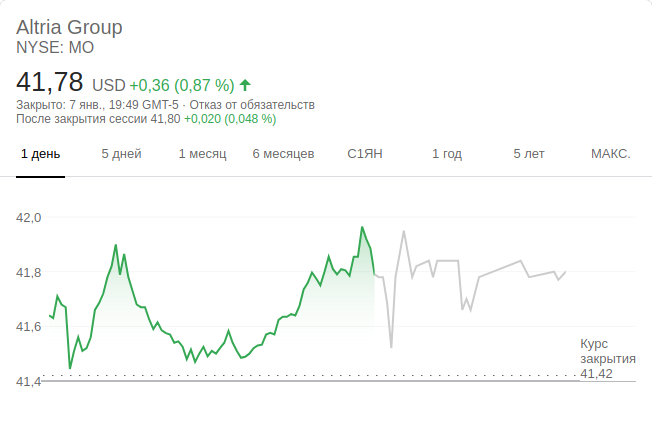 Altria Group
NYSE: MO
41,78 USD +0,36 (0,87 %)
Закрыто: 7 янв., 19:49 GMT-5 · Отказ от обязательств
После закрытия сессии 41,80 +0,020 (0,048 %)
1 день 5 дней 1 месяц 6 месяцев С1ЯН 1 год 5 лет МАКС.
42,0
41,8
41,6
Курс
закрытия
41,42
41,4